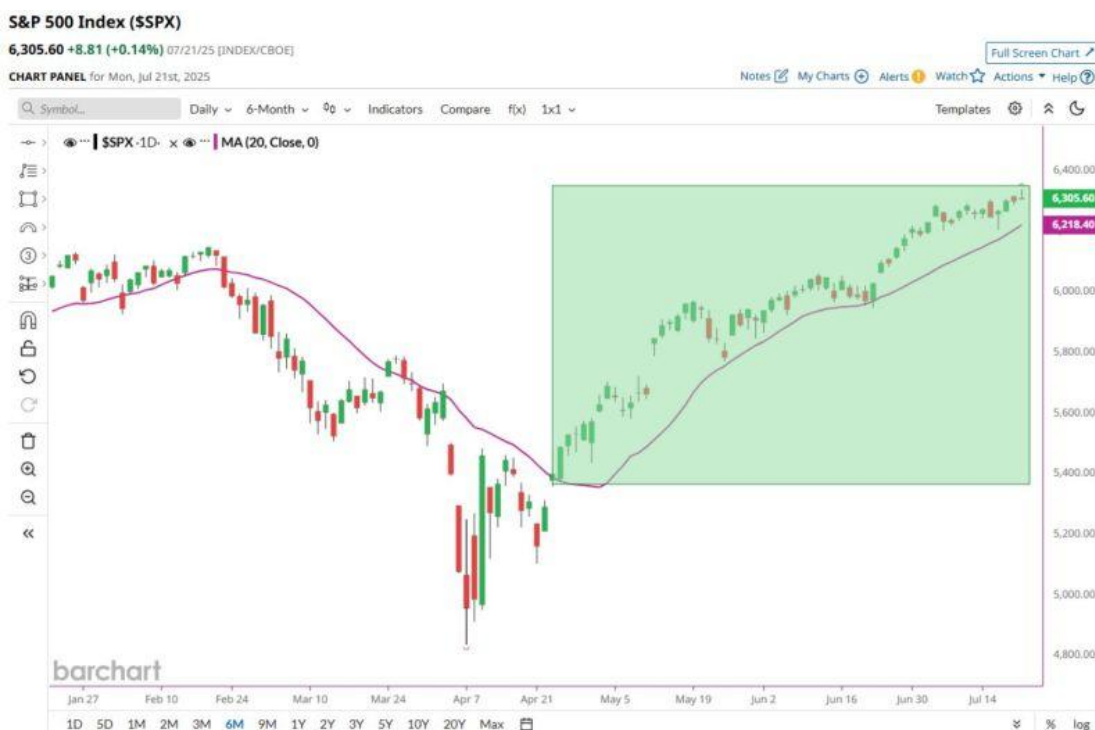 S&P 500 Index ($SPX)
6,305.60 +8.81 (+0.14%) 07/21/25 [INDEX/CBOE]
Full Screen Chart
CHART PANEL for Mon, Jul 21st, 2025
Notes My Charts Alerts Watch Actions Help
Symbol... Daily 6-Month Indicators Compare f(x) 1x1 Templates
$SPX ·1D· x MA (20, Close, 0)
6,400.00
6,305.60
6,218.40
6,000.00
5,800.00
5,600.00
5,400.00
5,200.00
5,000.00
4,800.00
3
barchart
Jan 27 Feb 10 Feb 24 Mar 10 Mar 24 Apr 7 Apr 21 May 5 May 19 Jun 2 Jun 16 Jun 30 Jul 14
1D 5D 1M 2M 3M 6M 9M 1Y 2Y 3Y 5Y 10Y 20Y Max % log